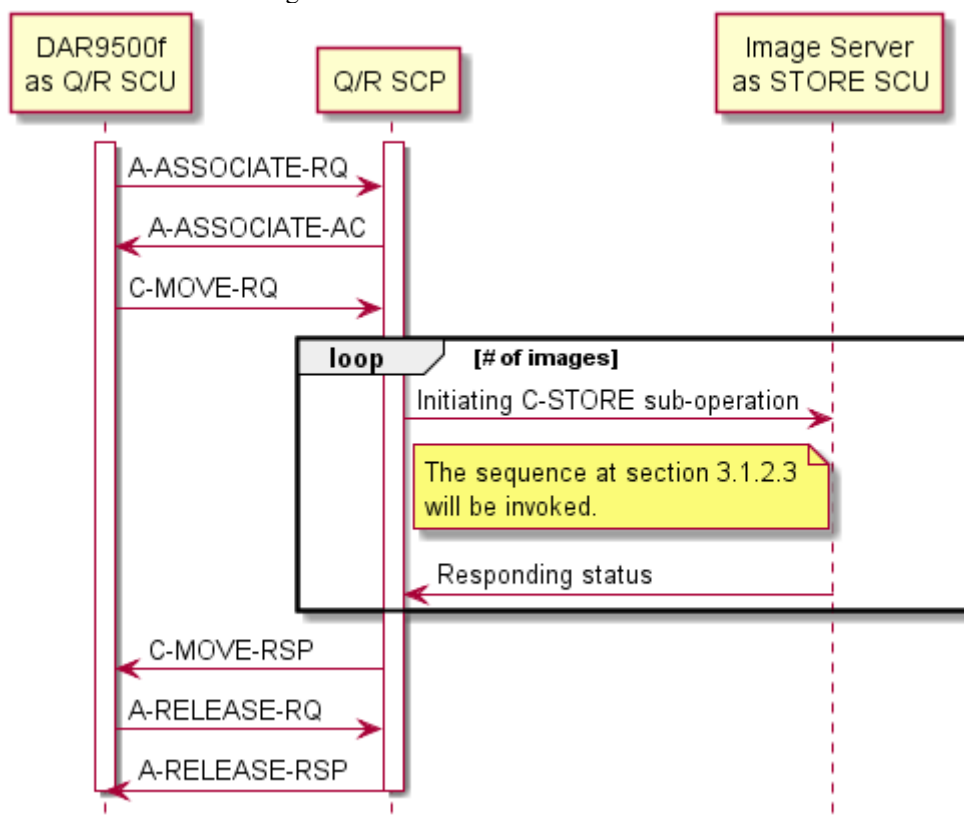 DAR9500f
as Q/R SCU
Q/R SCP
Image Server
as STORE SCU
A-ASSOCIATE-RQ
A-ASSOCIATE-AC
C-MOVE-RQ
loop [# of images]
Initiating C-STORE sub-operation
The sequence at section 3.1.2.3
will be invoked.
Responding status
C-MOVE-RSP
A-RELEASE-RQ
A-RELEASE-RSP